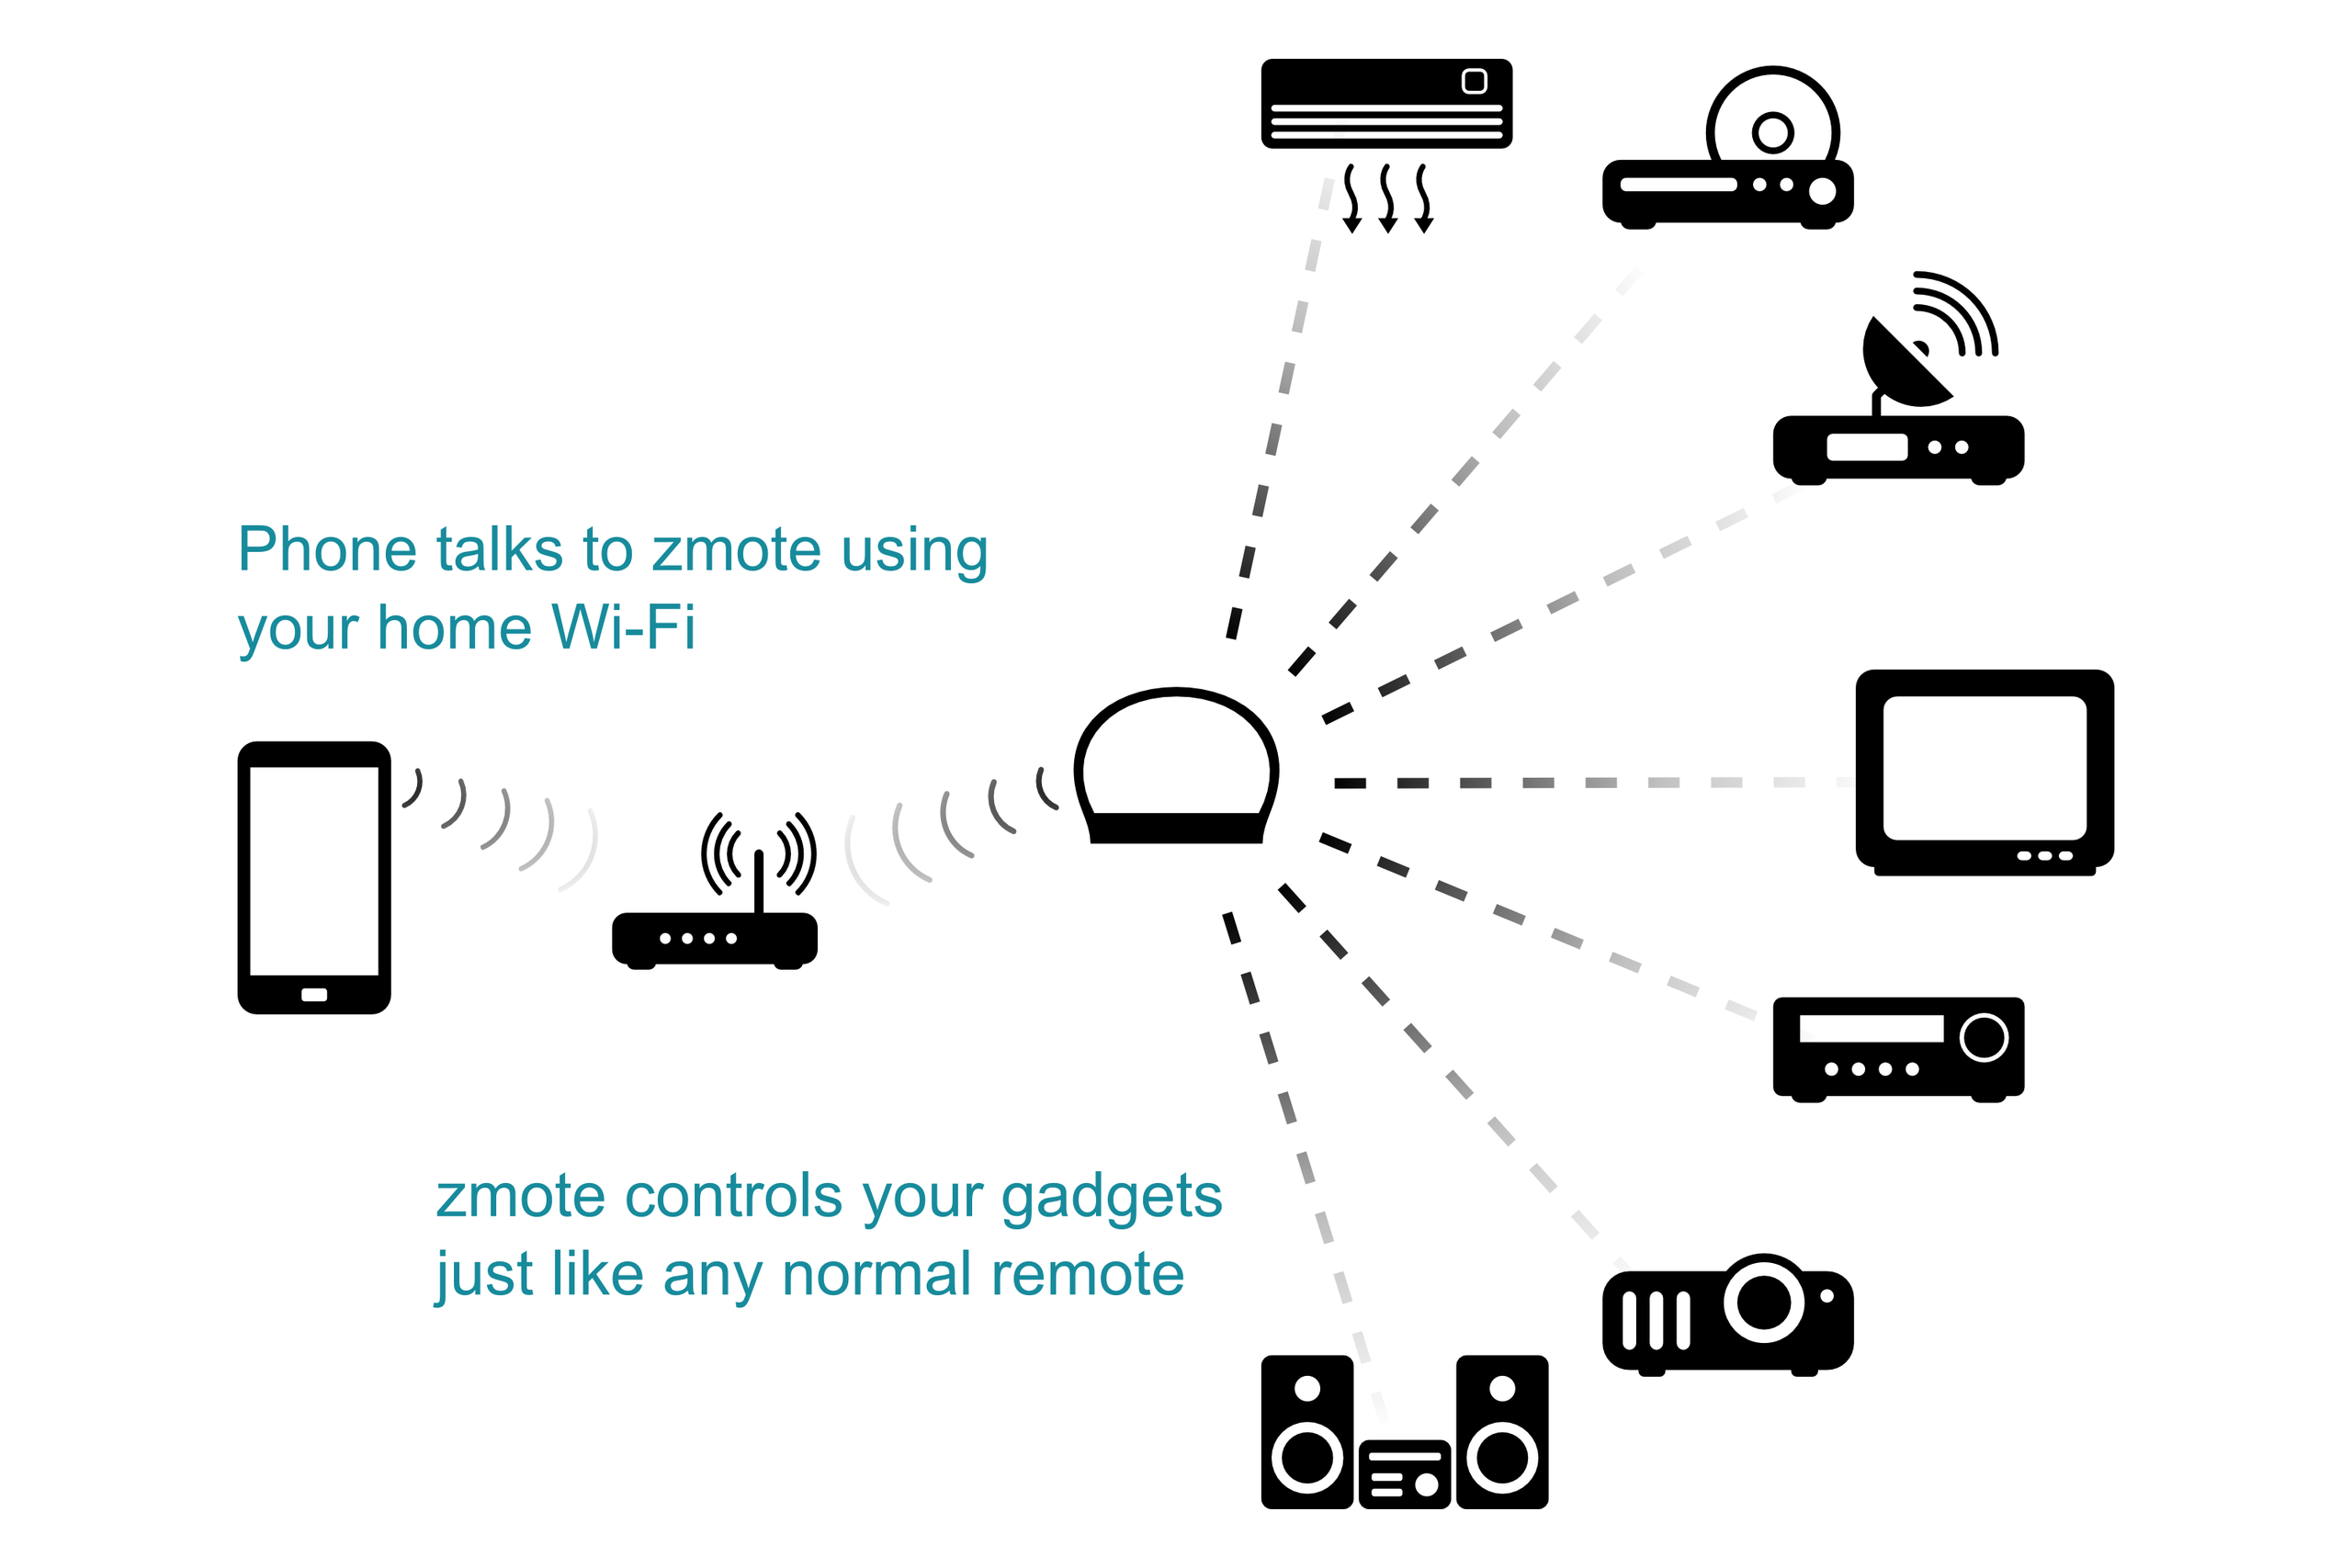 Phone talks to zmote using
your home Wi-Fi
zmote controls your gadgets
just like any normal remote